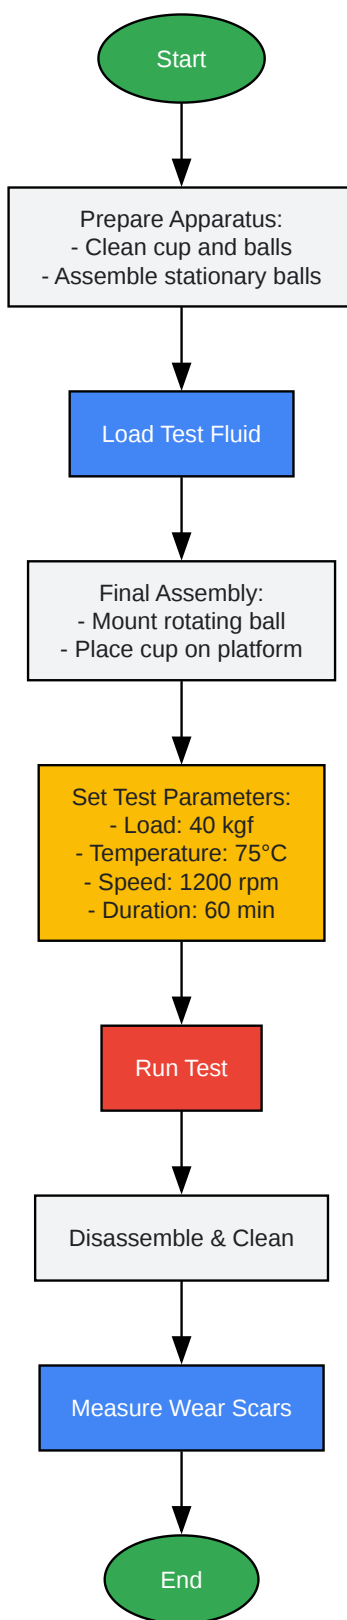 Start
Prepare Apparatus:
- Clean cup and balls
- Assemble stationary balls
Load Test Fluid
Final Assembly:
- Mount rotating ball
- Place cup on platform
Set Test Parameters:
- Load: 40 kgf
- Temperature: 75°C
- Speed: 1200 rpm
- Duration: 60 min
Run Test
Disassemble & Clean
Measure Wear Scars
End